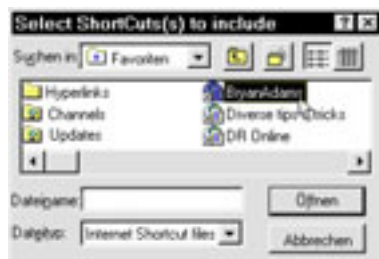 Select ShortCuts(s) to include
Suchen in: Favoriten
Hyperlinks
Channels
Updates
BryanAdams
Diverse tips+tricks
DR Online
Dateiname:
Öffnen
Dateityp: Internet Shortcut files
Abbrechen